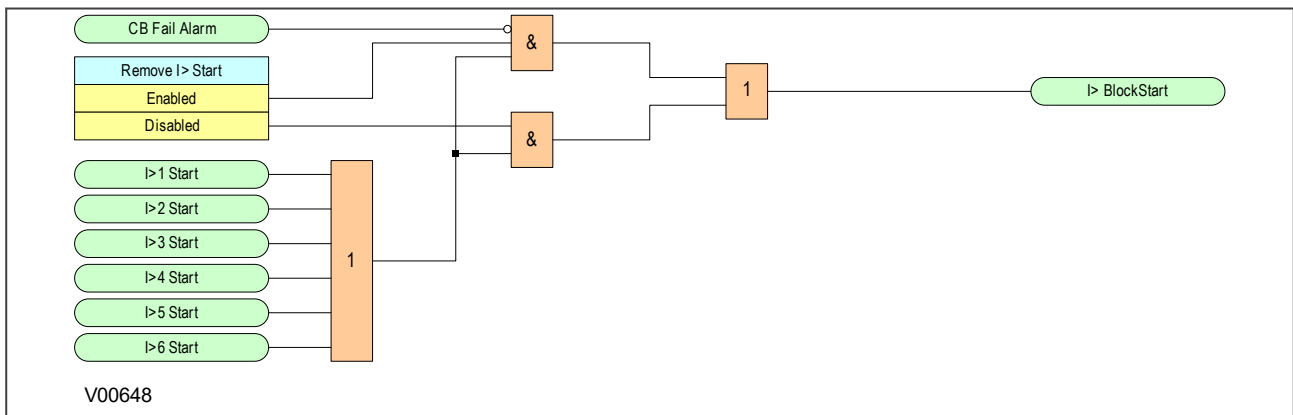 CB Fail Alarm
&
Remove I> Start
Enabled
Disabled
1
I> BlockStart
&
I>1 Start
I>2 Start
I>3 Start
I>4 Start
I>5 Start
I>6 Start
1
V00648